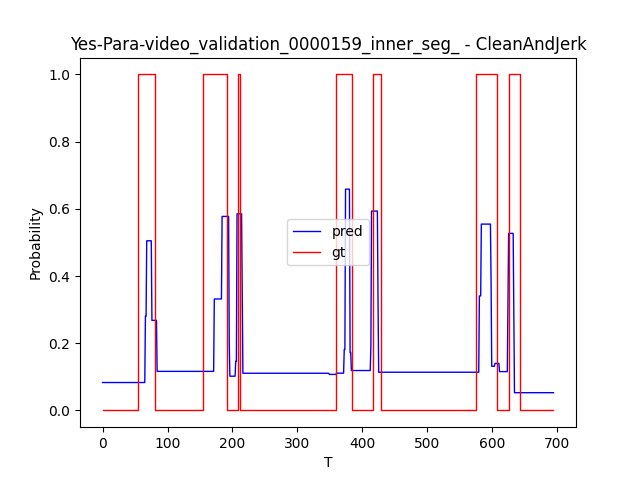 Yes-Para-video_validation_0000159_inner_seg_ - CleanAndJerk
1.0
0.8
0.6
0.4
0.2
0.0
Probability
pred
gt
0 100 200 300 400 500 600 700
T